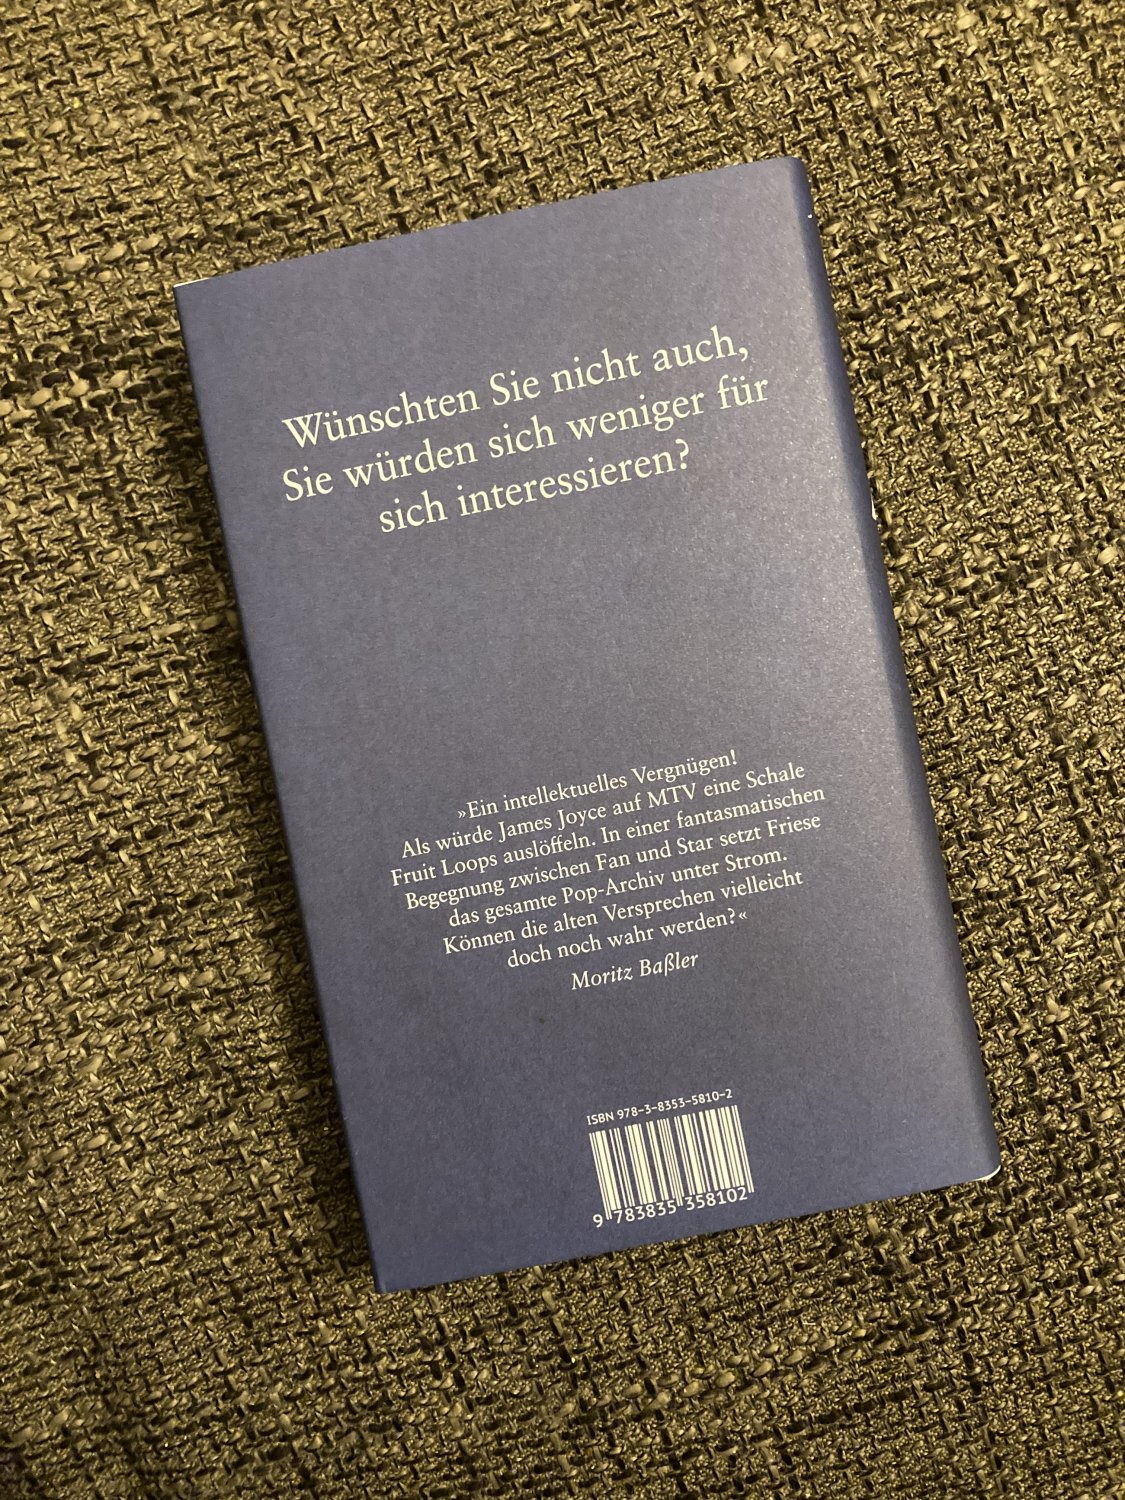 Wünschten Sie nicht auch,
Sie würden sich weniger für
sich interessieren?
»Ein intellektuelles Vergnügen!
Als würde James Joyce auf MTV eine Schale
Fruit Loops auslöffeln. In einer fantasmatischen
Begegnung zwischen Fan und Star setzt Friese
das gesamte Pop-Archiv unter Strom.
Können die alten Versprechen vielleicht
doch noch wahr werden?«
Moritz Baßler
ISBN 978-3-8353-5810-2
9 783835 358102